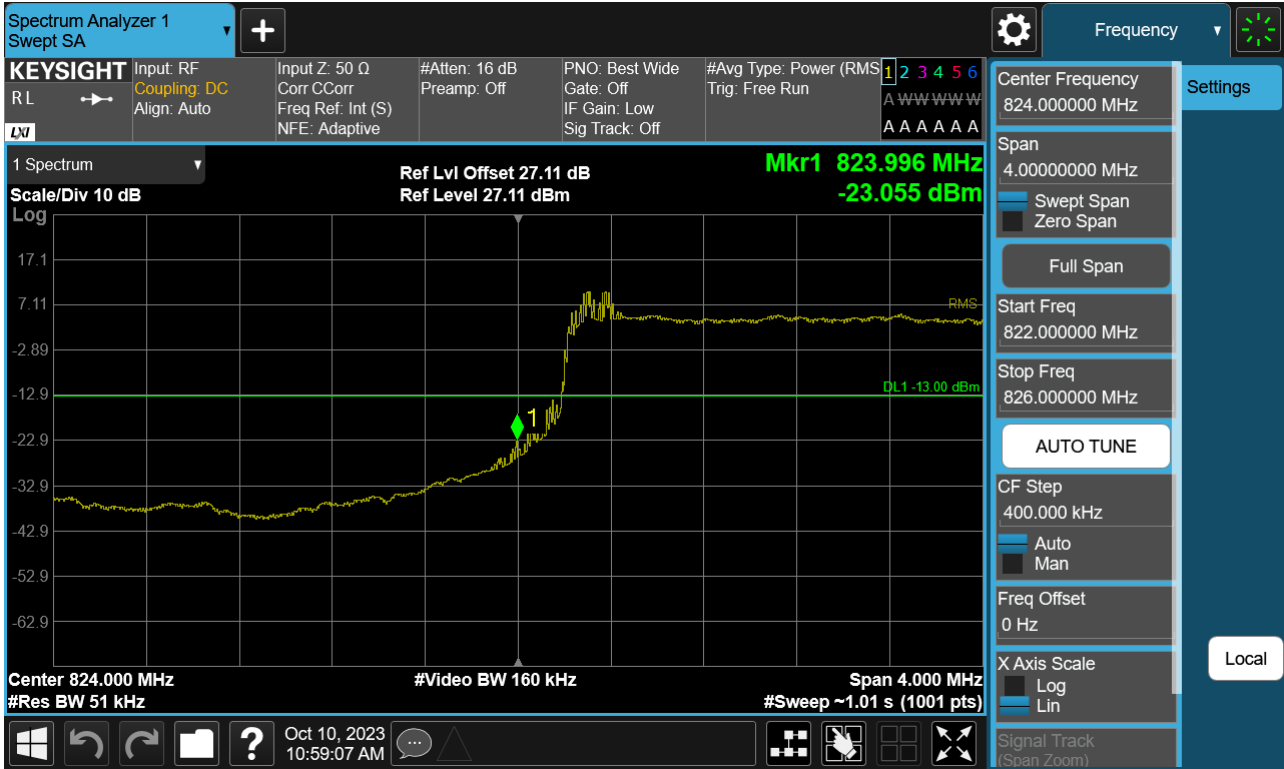 Spectrum Analyzer 1
Swept SA
▼
+
Frequency
▼
KEYSIGHT
R L
LXI
Input: RF
Coupling: DC
Align: Auto
Input Z: 50 Ω
Corr CCorr
Freq Ref: Int (S)
NFE: Adaptive
#Atten: 16 dB
Preamp: Off
PNO: Best Wide
Gate: Off
IF Gain: Low
Sig Track: Off
#Avg Type: Power (RMS
Trig: Free Run
1 2 3 4 5 6
A W W W W W
A A A A A A
1 Spectrum
▼
Scale/Div 10 dB
Log
Ref Lvl Offset 27.11 dB
Ref Level 27.11 dBm
Mkr1 823.996 MHz
-23.055 dBm
17.1
7.11
-2.89
-12.9
-22.9
-32.9
-42.9
-52.9
-62.9
RMS
DL1 -13.00 dBm
1
Center 824.000 MHz
#Res BW 51 kHz
#Video BW 160 kHz
Span 4.000 MHz
#Sweep ~1.01 s (1001 pts)
Center Frequency
824.000000 MHz
Span
4.00000000 MHz
Swept Span
Zero Span
Full Span
Start Freq
822.000000 MHz
Stop Freq
826.000000 MHz
AUTO TUNE
CF Step
400.000 kHz
Auto
Man
Freq Offset
0 Hz
X Axis Scale
Log
Lin
Signal Track
(Span Zoom)
Settings
Local
?
Oct 10, 2023
10:59:07 AM
...